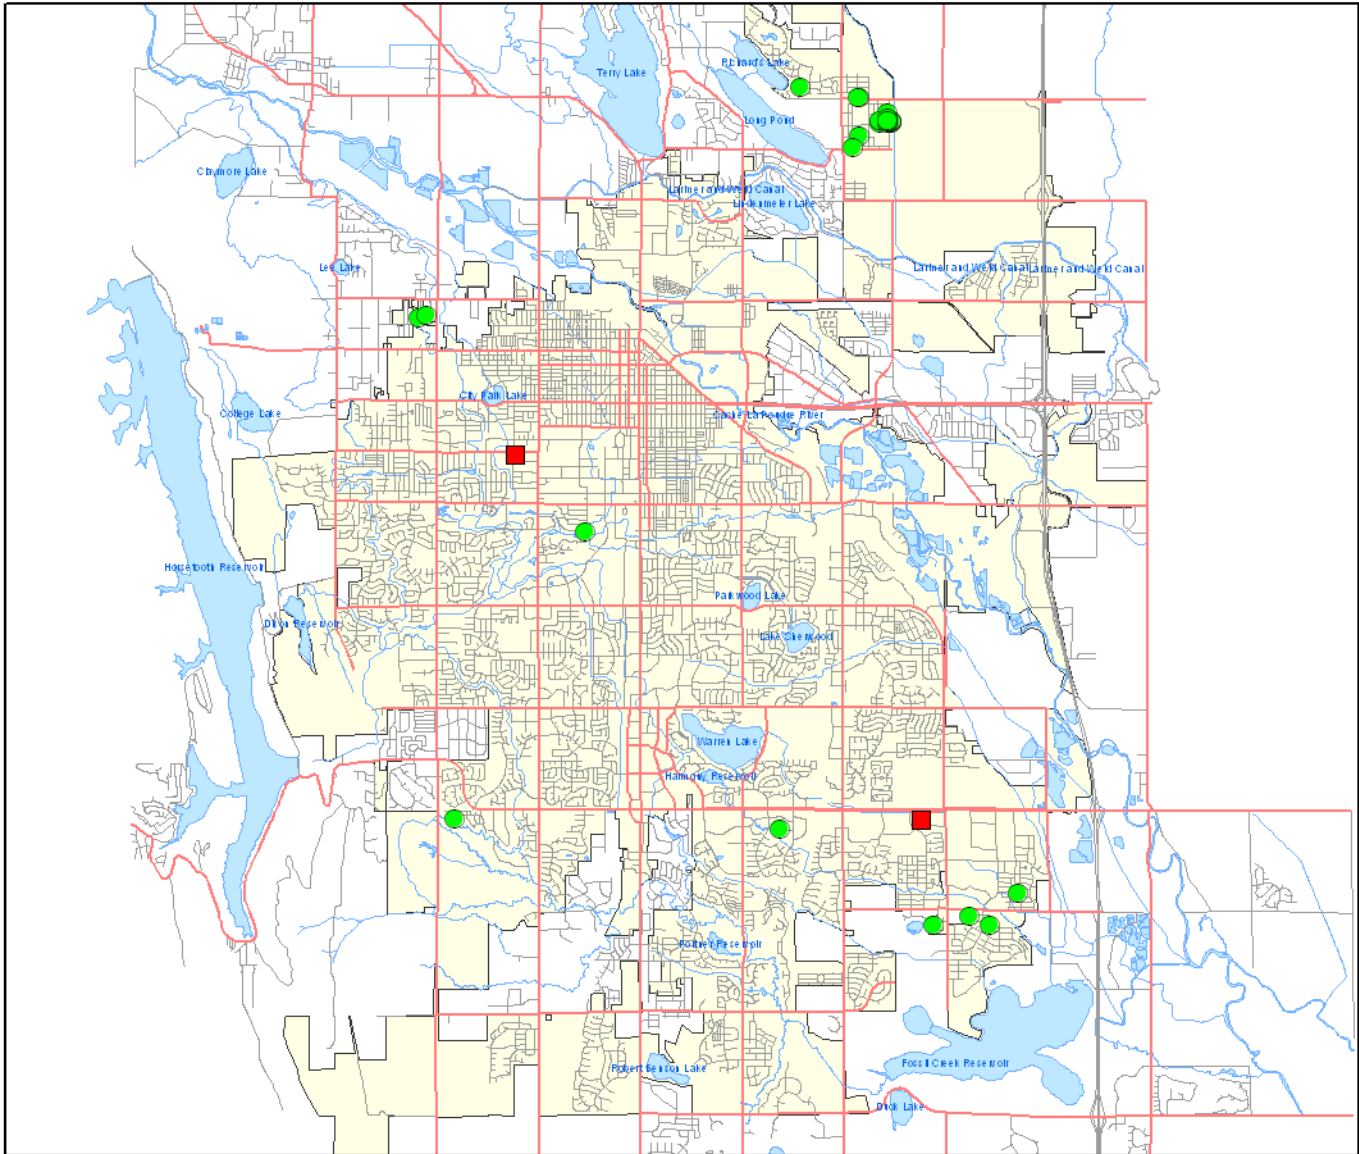 Richards Lake
Terry Lake
Long Pond
Claymore Lake
Larimer and Weld Canal
Lindenmeier Lake
Lee Lake
Larimer and Weld Canal
Larimer and Weld Canal
City Park Lake
College Lake
Cache La Poudre River
Horsetooth Reservoir
Parkwood Lake
Dixon Reservoir
Lake Sherwood
Warren Lake
Harmony Reservoir
Portner Reservoir
Fossil Creek Reservoir
Robert Benson Lake
Duck Lake